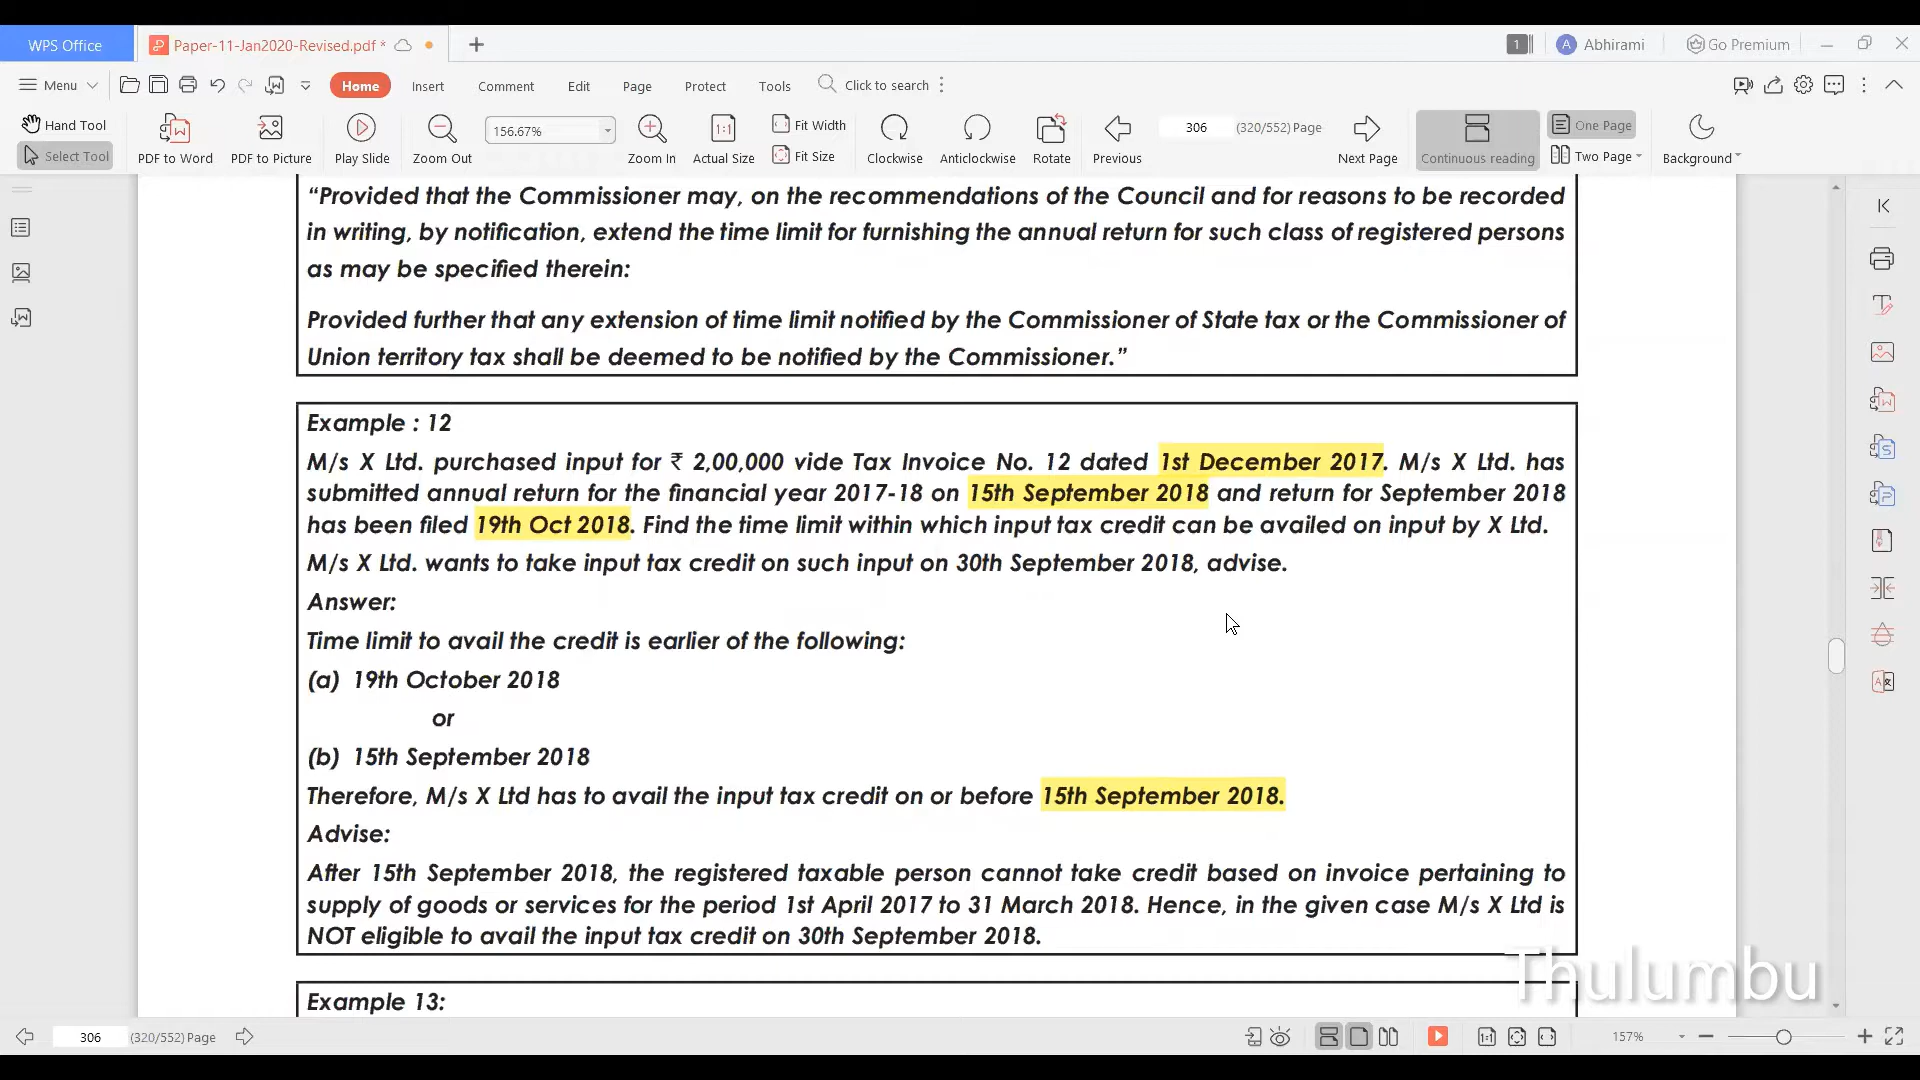 WPS Office
Paper-11-Jan2020-Revised.pdf *
1
A Abhirami
Go Premium
Menu
Home
Insert
Comment
Edit
Page
Protect
Tools
Click to search
Hand Tool
Select Tool
PDF to Word
PDF to Picture
Play Slide
Zoom Out
156.67%
Zoom In
1:1
Actual Size
Fit Width
Fit Size
Clockwise
Anticlockwise
Rotate
Previous
306
(320/552) Page
Next Page
Continuous reading
One Page
Two Page
Background
“Provided that the Commissioner may, on the recommendations of the Council and for reasons to be recorded
in writing, by notification, extend the time limit for furnishing the annual return for such class of registered persons
as may be specified therein:
Provided further that any extension of time limit notified by the Commissioner of State tax or the Commissioner of
Union territory tax shall be deemed to be notified by the Commissioner.”
Example : 12
M/s X Ltd. purchased input for ₹ 2,00,000 vide Tax Invoice No. 12 dated 1st December 2017. M/s X Ltd. has
submitted annual return for the financial year 2017-18 on 15th September 2018 and return for September 2018
has been filed 19th Oct 2018. Find the time limit within which input tax credit can be availed on input by X Ltd.
M/s X Ltd. wants to take input tax credit on such input on 30th September 2018, advise.
Answer:
Time limit to avail the credit is earlier of the following:
(a) 19th October 2018
or
(b) 15th September 2018
Therefore, M/s X Ltd has to avail the input tax credit on or before 15th September 2018.
Advise:
After 15th September 2018, the registered taxable person cannot take credit based on invoice pertaining to
supply of goods or services for the period 1st April 2017 to 31 March 2018. Hence, in the given case M/s X Ltd is
NOT eligible to avail the input tax credit on 30th September 2018.
Thulumbu
Example 13:
306
(320/552) Page
157%